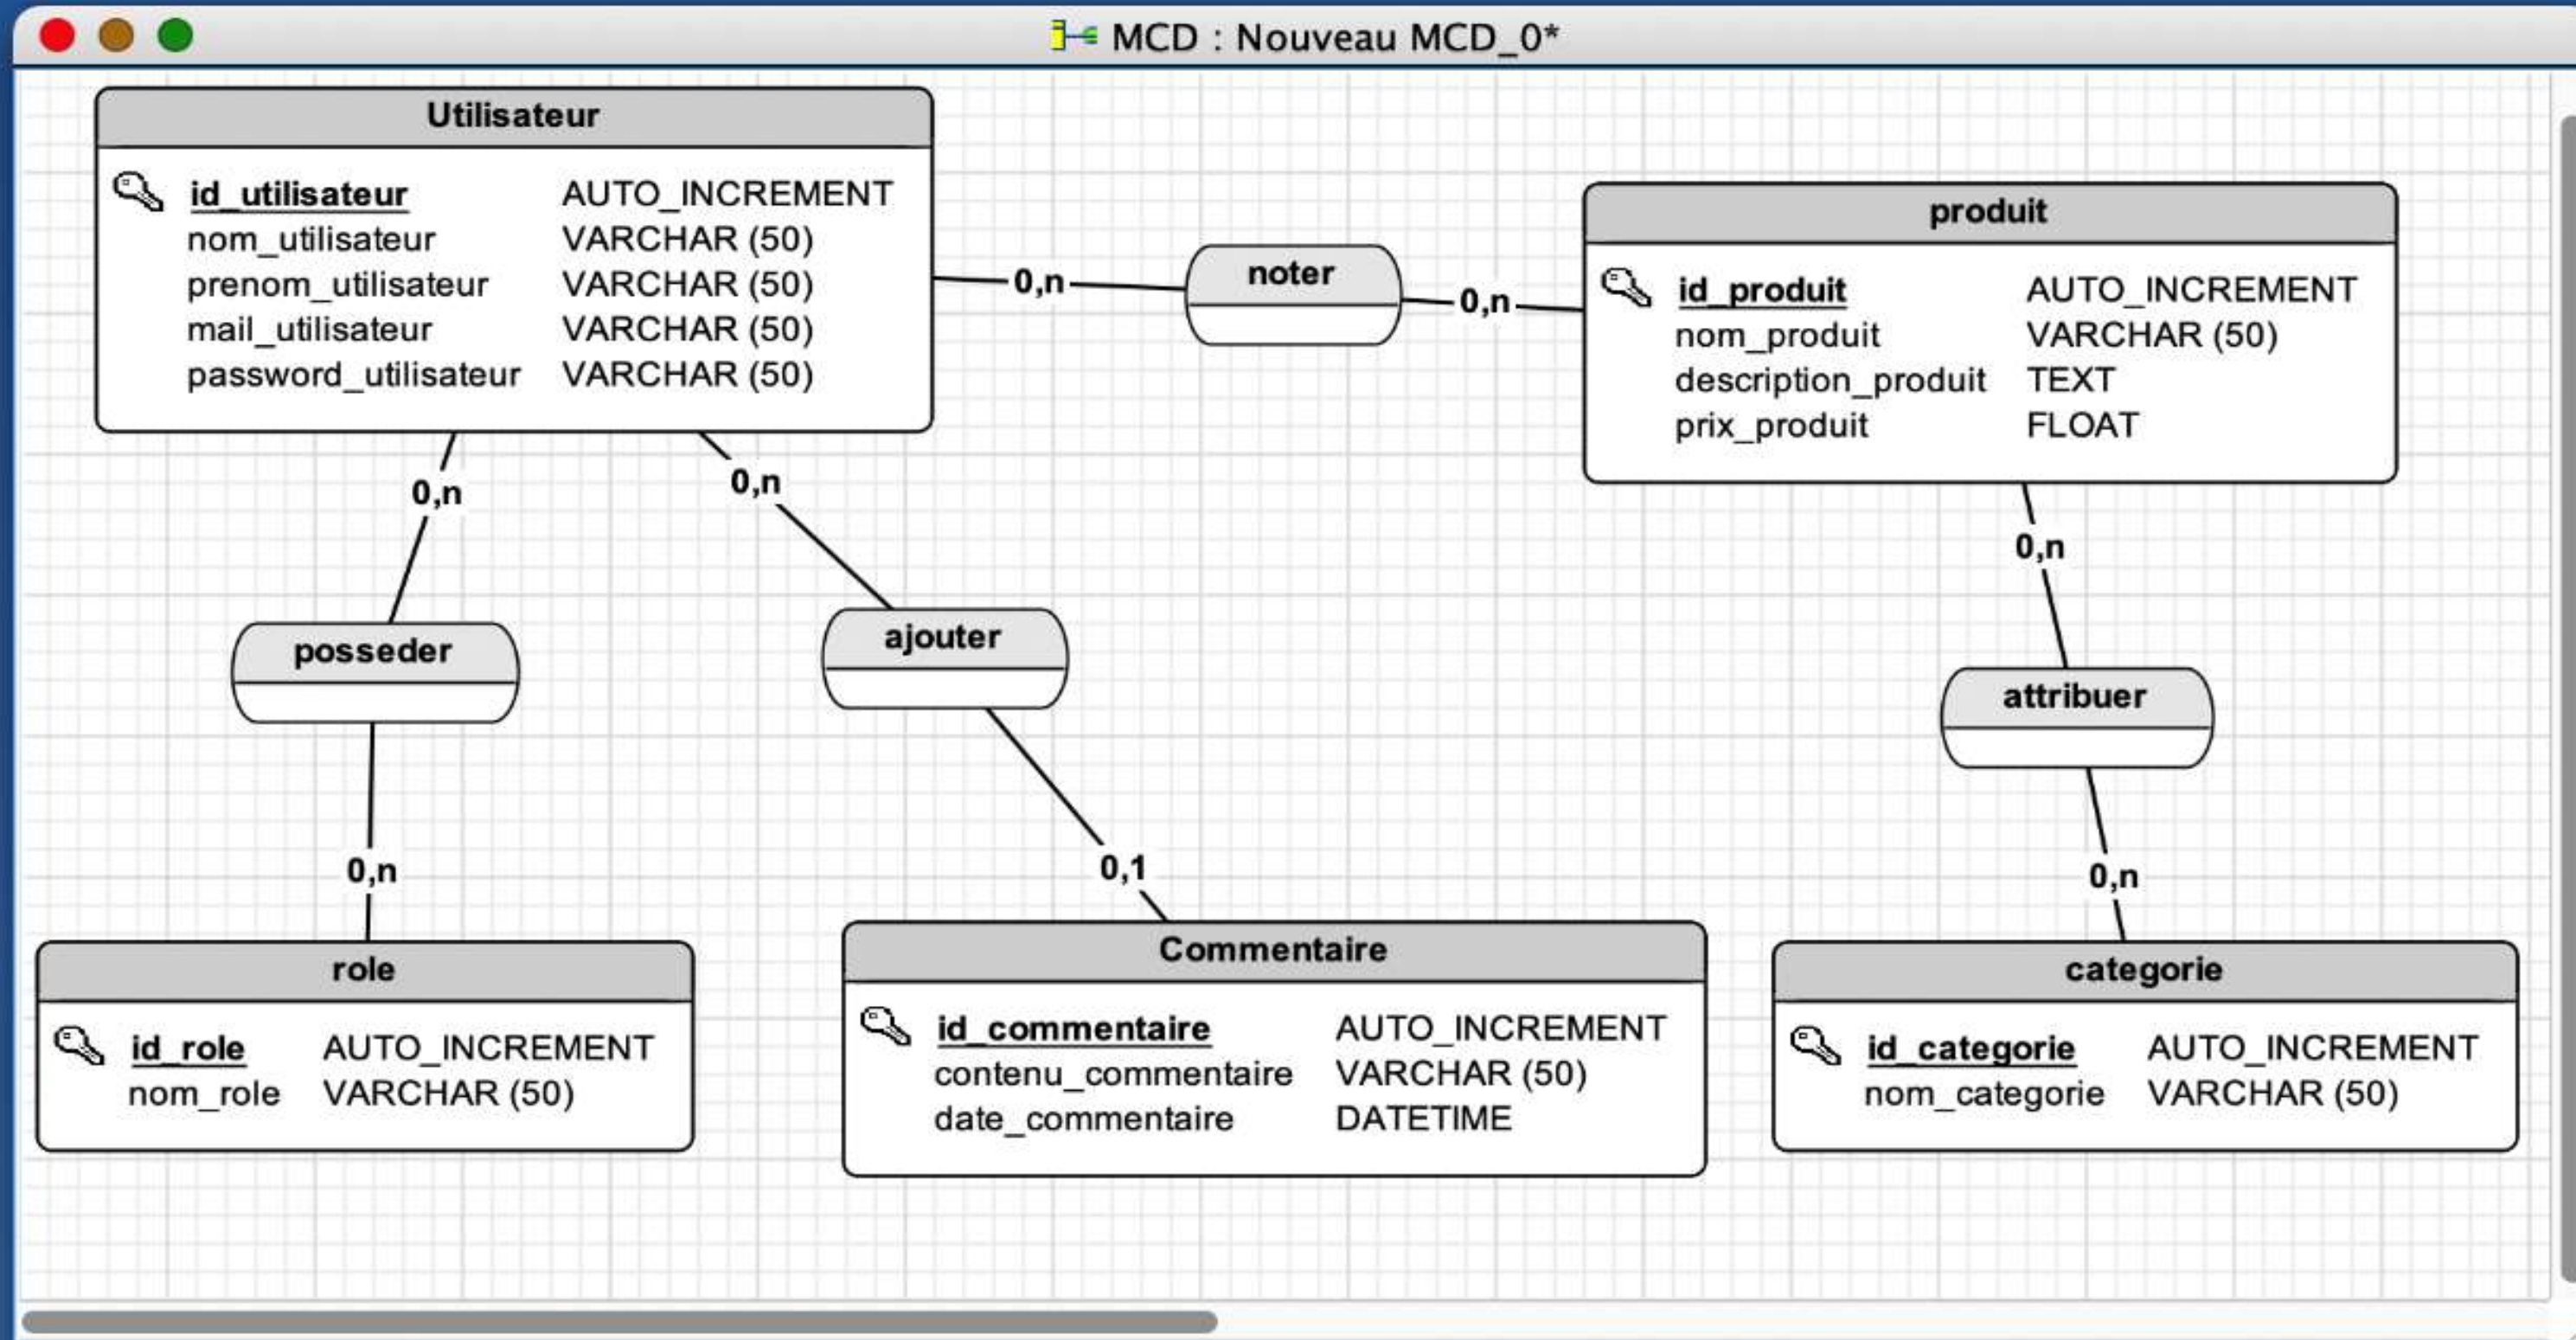 MCD : Nouveau MCD_0*
Utilisateur
id_utilisateur AUTO_INCREMENT
nom_utilisateur VARCHAR (50)
prenom_utilisateur VARCHAR (50)
mail_utilisateur VARCHAR (50)
password_utilisateur VARCHAR (50)
0,n
noter
0,n
produit
id_produit AUTO_INCREMENT
nom_produit VARCHAR (50)
description_produit TEXT
prix_produit FLOAT
0,n
0,n
0,n
posseder
ajouter
attribuer
0,n
0,1
0,n
role
id_role AUTO_INCREMENT
nom_role VARCHAR (50)
Commentaire
id_commentaire AUTO_INCREMENT
contenu_commentaire VARCHAR (50)
date_commentaire DATETIME
categorie
id_categorie AUTO_INCREMENT
nom_categorie VARCHAR (50)